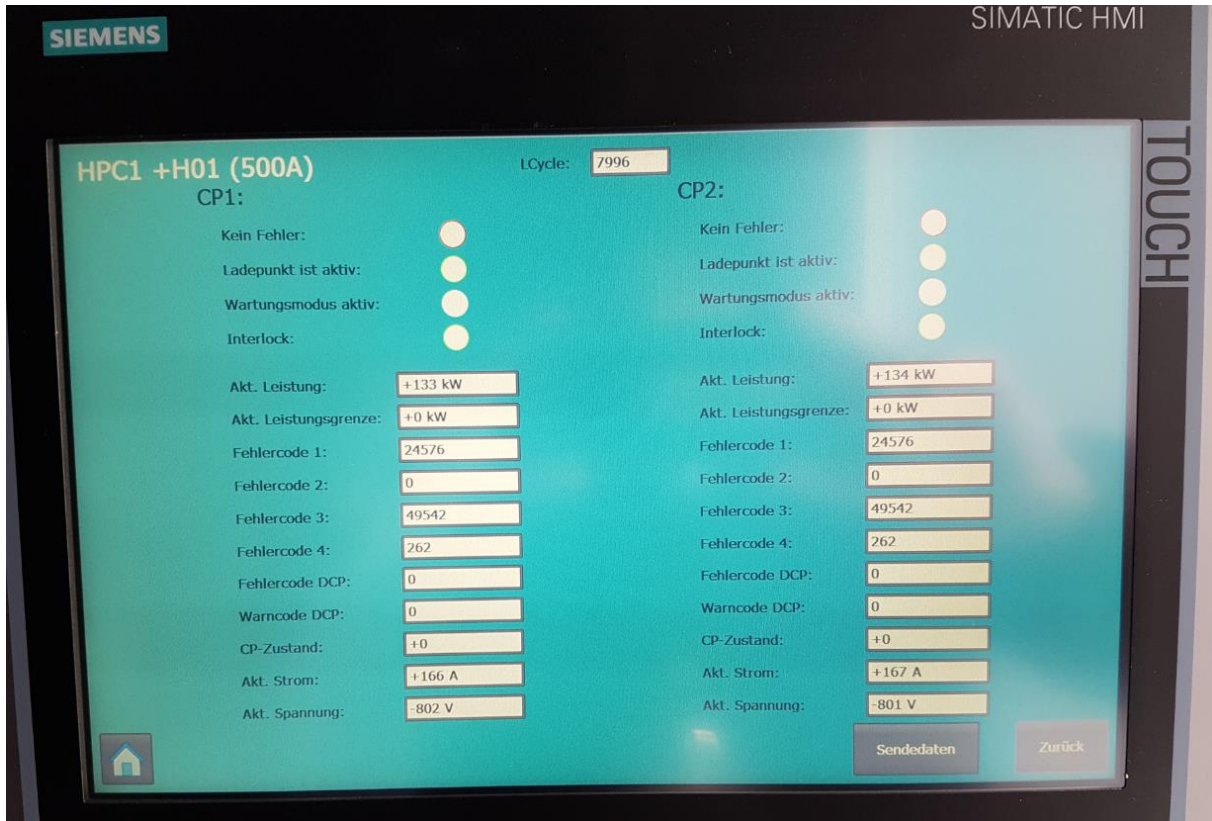 SIEMENS
SIMATIC HMI
TOUCH
HPC1 +H01 (500A)
LCycle: 7996
CP1:
Kein Fehler:
Ladepunkt ist aktiv:
Wartungsmodus aktiv:
Interlock:
Akt. Leistung: +133 kW
Akt. Leistungsgrenze: +0 kW
Fehlercode 1: 24576
Fehlercode 2: 0
Fehlercode 3: 49542
Fehlercode 4: 262
Fehlercode DCP: 0
Warncode DCP: 0
CP-Zustand: +0
Akt. Strom: +166 A
Akt. Spannung: -802 V
CP2:
Kein Fehler:
Ladepunkt ist aktiv:
Wartungsmodus aktiv:
Interlock:
Akt. Leistung: +134 kW
Akt. Leistungsgrenze: +0 kW
Fehlercode 1: 24576
Fehlercode 2: 0
Fehlercode 3: 49542
Fehlercode 4: 262
Fehlercode DCP: 0
Warncode DCP: 0
CP-Zustand: +0
Akt. Strom: +167 A
Akt. Spannung: -801 V
Sendedaten
Zurück